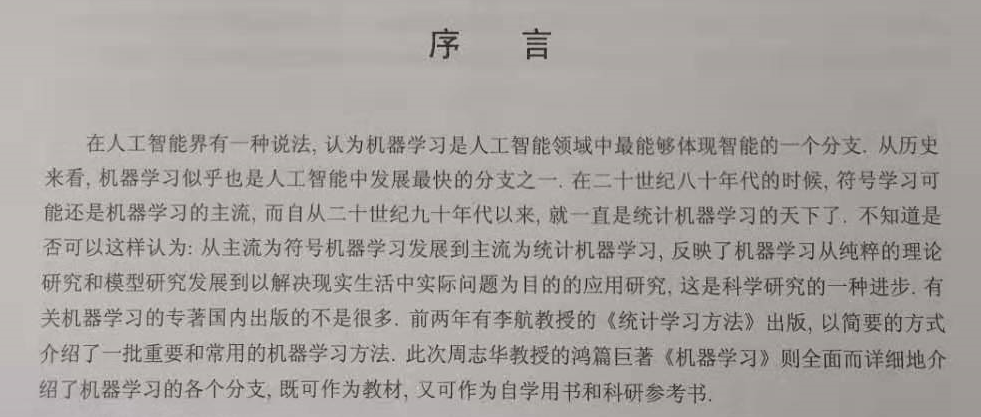 序 言
在人工智能界有一种说法, 认为机器学习是人工智能领域中最能够体现智能的一个分支. 从历史
来看, 机器学习似乎也是人工智能中发展最快的分支之一. 在二十世纪八十年代的时候, 符号学习可
能还是机器学习的主流, 而自从二十世纪九十年代以来, 就一直是统计机器学习的天下了. 不知道是
否可以这样认为: 从主流为符号机器学习发展到主流为统计机器学习, 反映了机器学习从纯粹的理论
研究和模型研究发展到以解决现实生活中实际问题为目的的应用研究, 这是科学研究的一种进步. 有
关机器学习的专著国内出版的不是很多. 前两年有李航教授的《统计学习方法》出版, 以简要的方式
介绍了一批重要和常用的机器学习方法. 此次周志华教授的鸿篇巨著《机器学习》则全面而详细地介
绍了机器学习的各个分支, 既可作为教材, 又可作为自学用书和科研参考书.